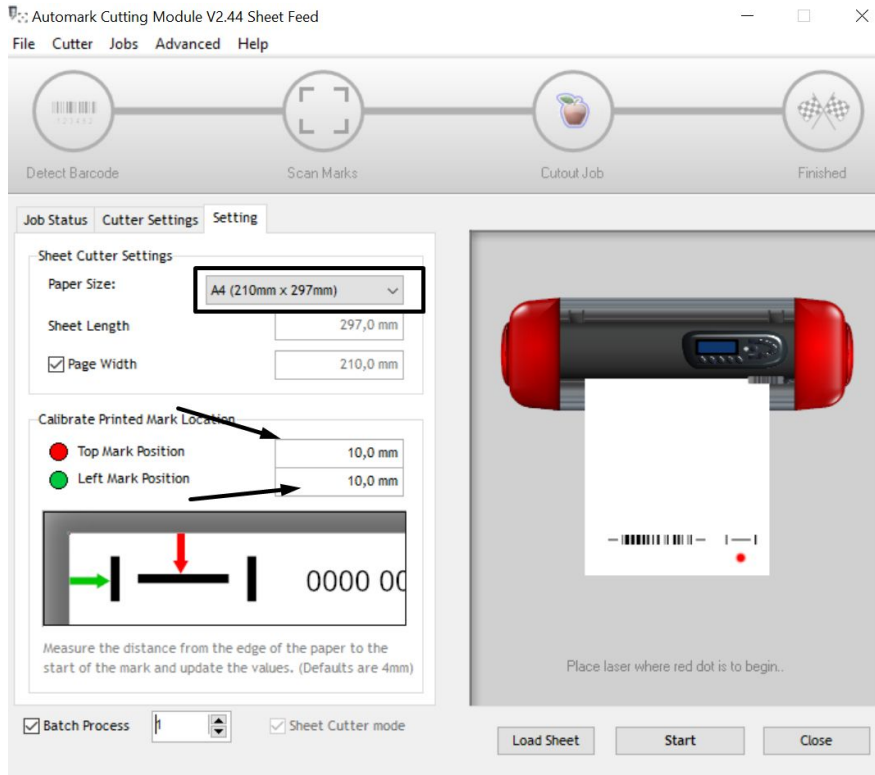 Automark Cutting Module V2.44 Sheet Feed
File Cutter Jobs Advanced Help
Detect Barcode
Scan Marks
Cutout Job
Finished
Job Status Cutter Settings Setting
Sheet Cutter Settings
Paper Size: A4 (210mm x 297mm)
Sheet Length 297,0 mm
Page Width 210,0 mm
Calibrate Printed Mark Location
Top Mark Position 10,0 mm
Left Mark Position 10,0 mm
0000 00
Measure the distance from the edge of the paper to the
start of the mark and update the values. (Defaults are 4mm)
Batch Process 1 Sheet Cutter mode
Place laser where red dot is to begin..
Load Sheet Start Close